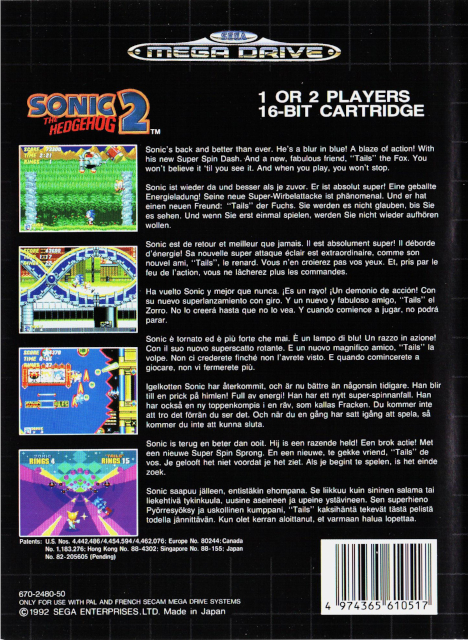 SEGA
MEGA DRIVE
SONIC
THE
HEDGEHOG 2 TM
1 OR 2 PLAYERS
16-BIT CARTRIDGE
Sonic's back and better than ever. He's a blur in blue! A blaze of action! With
his new Super Spin Dash. And a new, fabulous friend, "Tails" the Fox. You
won't believe it 'til you see it. And when you play, you won't stop.
Sonic ist wieder da und besser als je zuvor. Er ist absolut super! Eine geballte
Energieladung! Seine neue Super-Wirbelattacke ist phänomenal. Und er hat
einen neuen Freund: "Tails" der Fuchs. Sie werden es nicht glauben, bis Sie
es sehen. Und wenn Sie erst einmal spielen, werden Sie nicht wieder aufhören
wollen.
Sonic est de retour et meilleur que jamais. Il est absolument super! Il déborde
d'énergie! Sa nouvelle super attaque éclair est extraordinaire, comme son
nouvel ami, "Tails", le renard. Vous n'en croierez pas vos yeux. Et, pris par le
feu de l'action, vous ne lâcherez plus les commandes.
Ha vuelto Sonic y mejor que nunca. ¡Es un rayo! ¡Un demonio de acción! Con
su nuevo superlanzamiento con giro. Y un nuevo y fabuloso amigo, "Tails" el
Zorro. No lo creerá hasta que no lo vea. Y cuando comience a jugar, no podrá
parar.
Sonic è tornato ed è più forte che mai. È un lampo di blu! Un razzo in azione!
Con il suo nuovo superscatto rotante. E un nuovo magnifico amico, "Tails" la
volpe. Non ci crederete finché non l'avrete visto. E quando comincerete a
giocare, non vi fermerete più.
Igelkotten Sonic har återkommit, och är nu bättre än någonsin tidigare. Han blir
till en prick på himlen! Full av energi! Han har ett nytt super-spinnanfall. Han
har också en ny toppenkompis i en räv, som kallas Fracken. Du kommer inte
att tro det förrän du ser det. Och när du en gång har satt igång att spela, så
kommer du inte att kunna sluta.
Sonic is terug en beter dan ooit. Hij is een razende held! Een brok actie! Met
een nieuwe Super Spin Sprong. En een nieuwe, te gekke vriend, "Tails" de
vos. Je gelooft het niet voordat je het ziet. Als je begint te spelen, is het einde
zoek.
Sonic saapuu jälleen, entistäkin ehompana. Se liikkuu kuin sininen salama tai
liekehtivä tykinkuula, uusine aseineen ja upeine ystävineen. Sen superhieno
Pyörresyöksy ja uskollinen kumppani, "Tails" kaksihäntä tekevät tästä pelistä
todella jännittävän. Kun olet kerran aloittanut, et varmaan halua lopettaa.
RINGS 4
RINGS 15
Patents: U.S. Nos. 4,442,486/4,454,594/4,462,076: Europe No. 80244: Canada
No. 1,183,276: Hong Kong No. 88-4302: Singapore No. 88-155: Japan
No. 82-205605 (Pending)
670-2480-50
ONLY FOR USE WITH PAL AND FRENCH SECAM MEGA DRIVE SYSTEMS
©1992 SEGA ENTERPRISES.LTD. Made in Japan
4 974365 610517